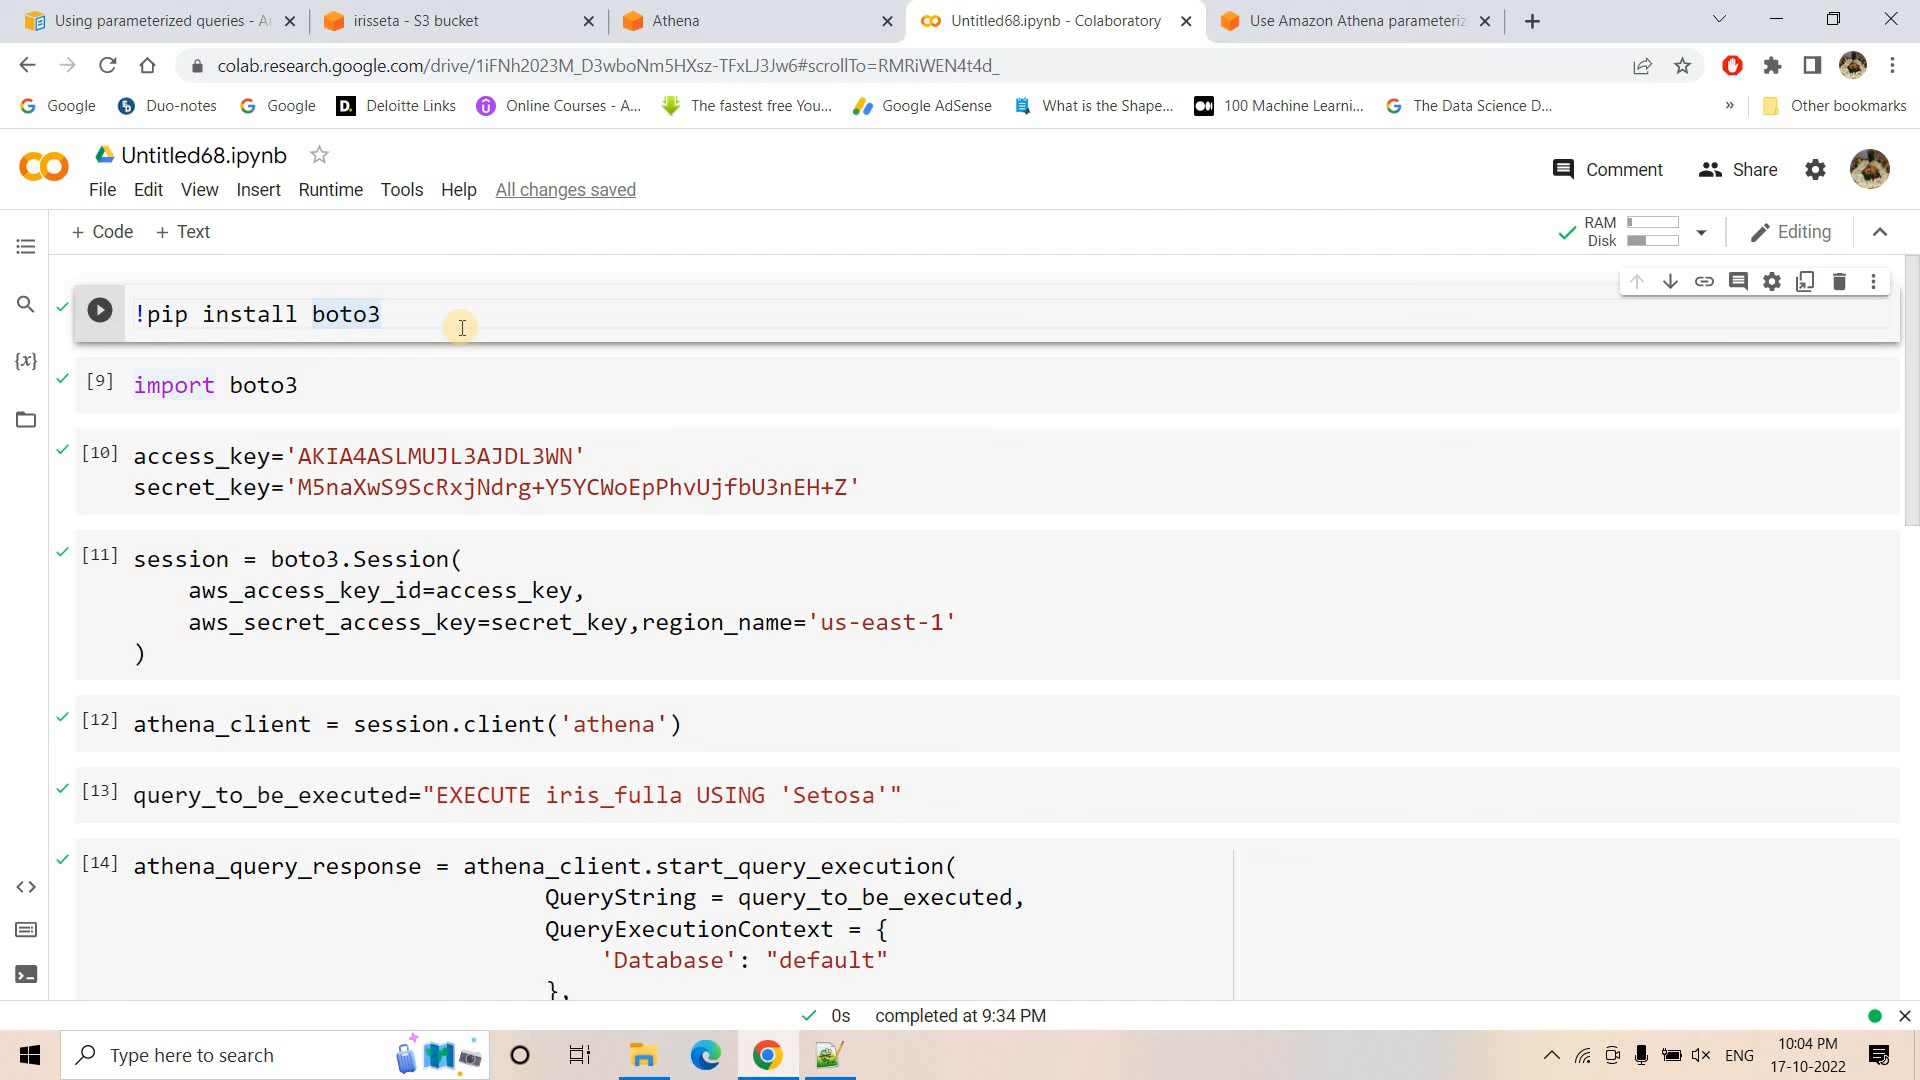 Using parameterized queries - A
irisseta - S3 bucket
Athena
Untitled68.ipynb - Colaboratory
Use Amazon Athena parameteriz
colab.research.google.com/drive/1iFNh2023M_D3wboNm5HXsz-TFxLJ3Jw6#scrollTo=RMRiWEN4t4d_
Google
Duo-notes
Google
Deloitte Links
Online Courses - A...
The fastest free You...
Google AdSense
What is the Shape...
100 Machine Learni...
The Data Science D...
»
Other bookmarks
Untitled68.ipynb
Comment
Share
File Edit View Insert Runtime Tools Help All changes saved
+ Code + Text
RAM
Disk
Editing
!pip install boto3
[9] import boto3
[10] access_key='AKIA4ASLMUJL3AJDL3WN'
secret_key='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'
[11] session = boto3.Session(
aws_access_key_id=access_key,
aws_secret_access_key=secret_key,region_name='us-east-1'
)
[12] athena_client = session.client('athena')
[13] query_to_be_executed="EXECUTE iris_fulla USING 'Setosa'"
[14] athena_query_response = athena_client.start_query_execution(
QueryString = query_to_be_executed,
QueryExecutionContext = {
'Database': "default"
},
0s completed at 9:34 PM
Type here to search
ENG
10:04 PM
17-10-2022